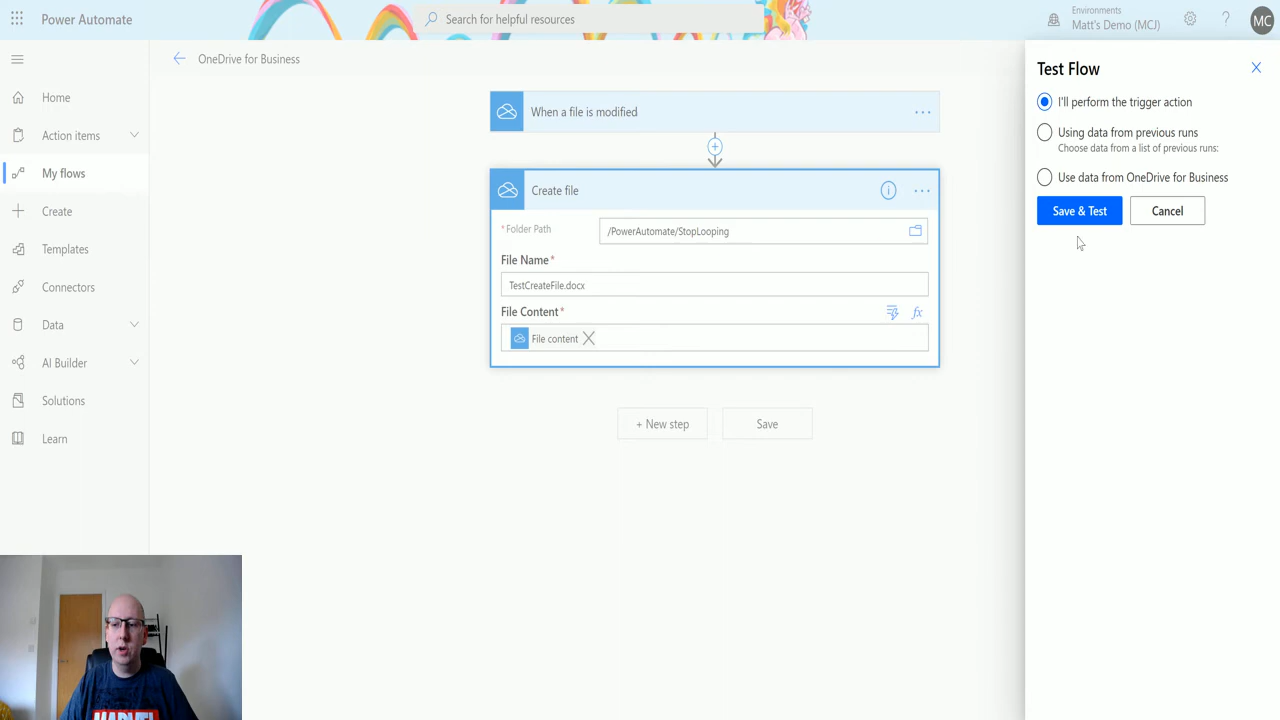 Power Automate
Search for helpful resources
Environments
Matt's Demo (MCJ)
?
MC
OneDrive for Business
Home
Action items
My flows
Create
Templates
Connectors
Data
AI Builder
Solutions
Learn
When a file is modified
...
Create file
...
*Folder Path
/PowerAutomate/StopLooping
File Name*
TestCreateFile.docx
File Content*
fx
File content
+ New step
Save
Test Flow
I'll perform the trigger action
Using data from previous runs
Choose data from a list of previous runs:
Use data from OneDrive for Business
Save & Test
Cancel
MARVEL